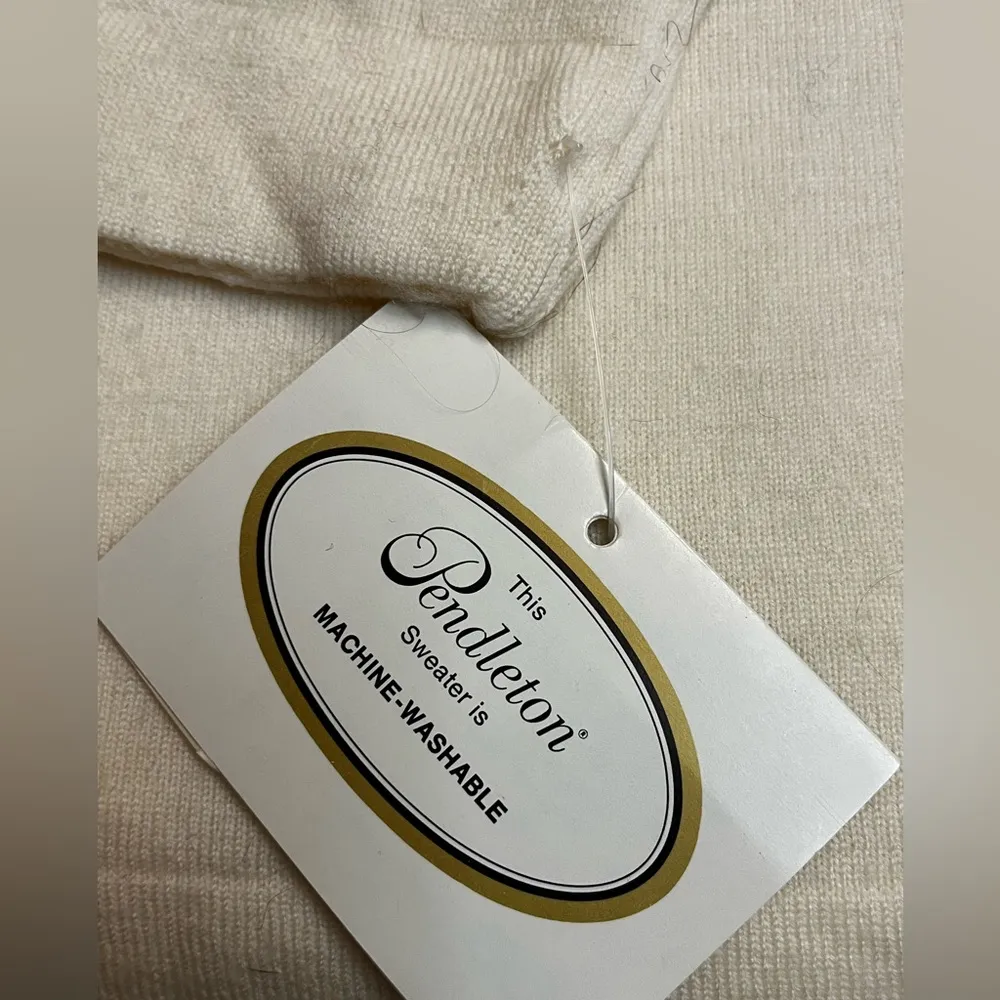 This
Pendleton®
Sweater is
MACHINE-WASHABLE